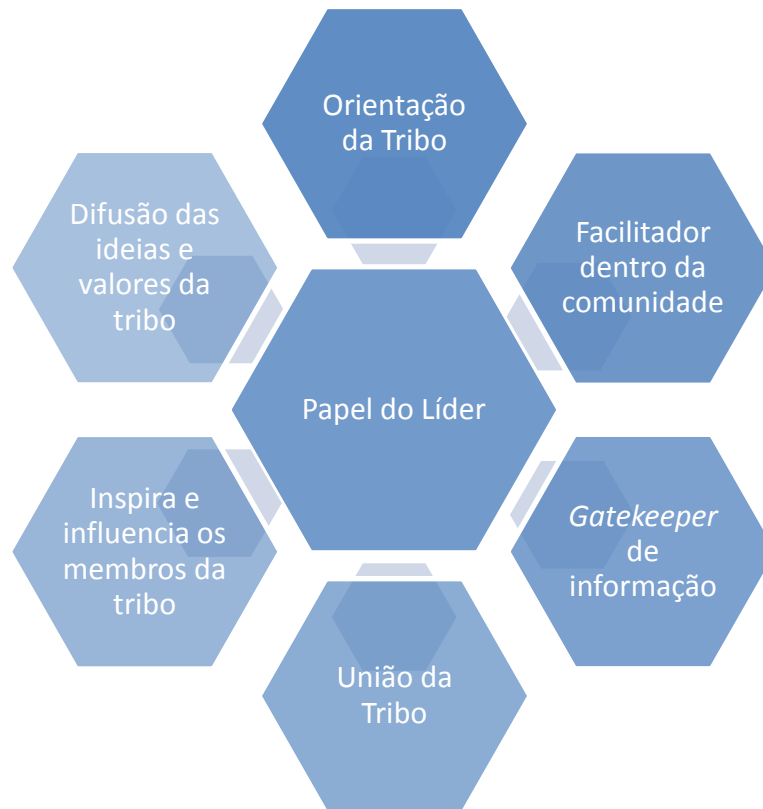 Orientação
da Tribo
Facilitador
dentro da
comunidade
Gatekeeper
de
informação
União da
Tribo
Inspira e
influencia os
membros da
tribo
Difusão das
ideias e
valores da
tribo
Papel do Líder